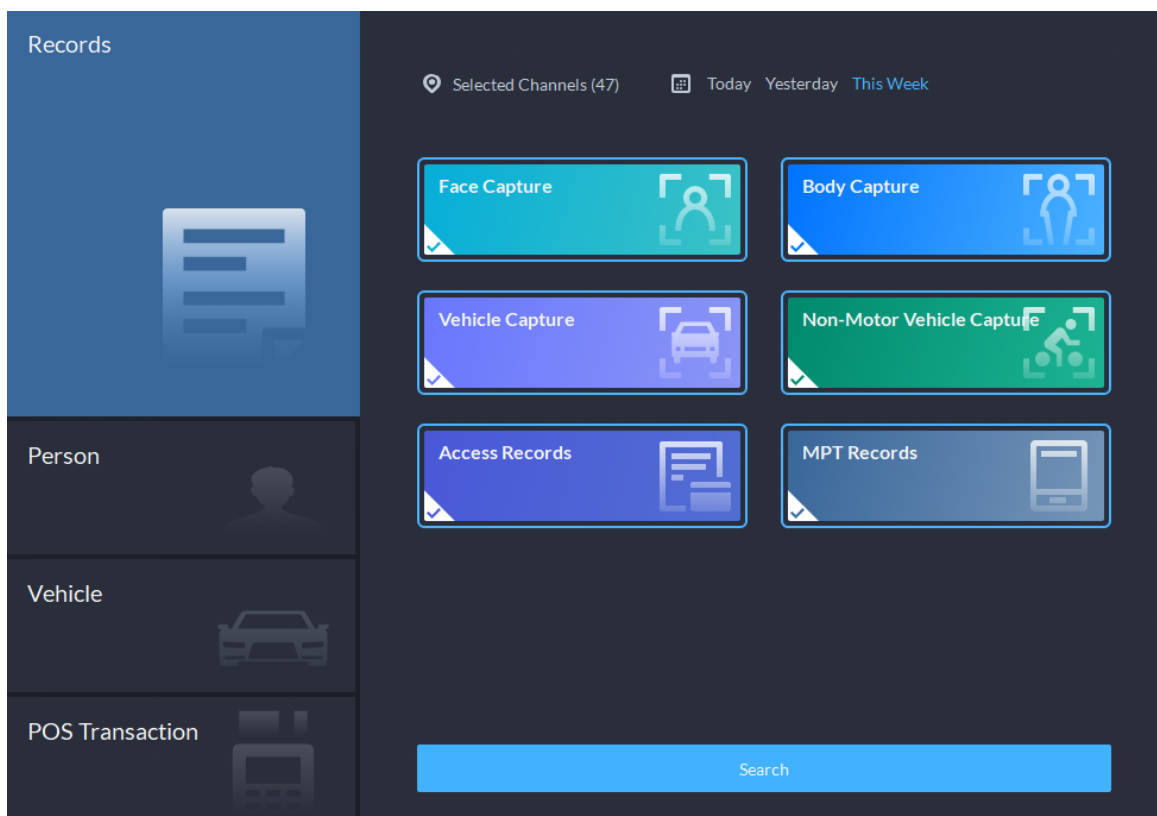 Records
Selected Channels (47)
Today Yesterday This Week
Face Capture
Body Capture
Vehicle Capture
Non-Motor Vehicle Capture
Access Records
MPT Records
Person
Vehicle
POS Transaction
Search